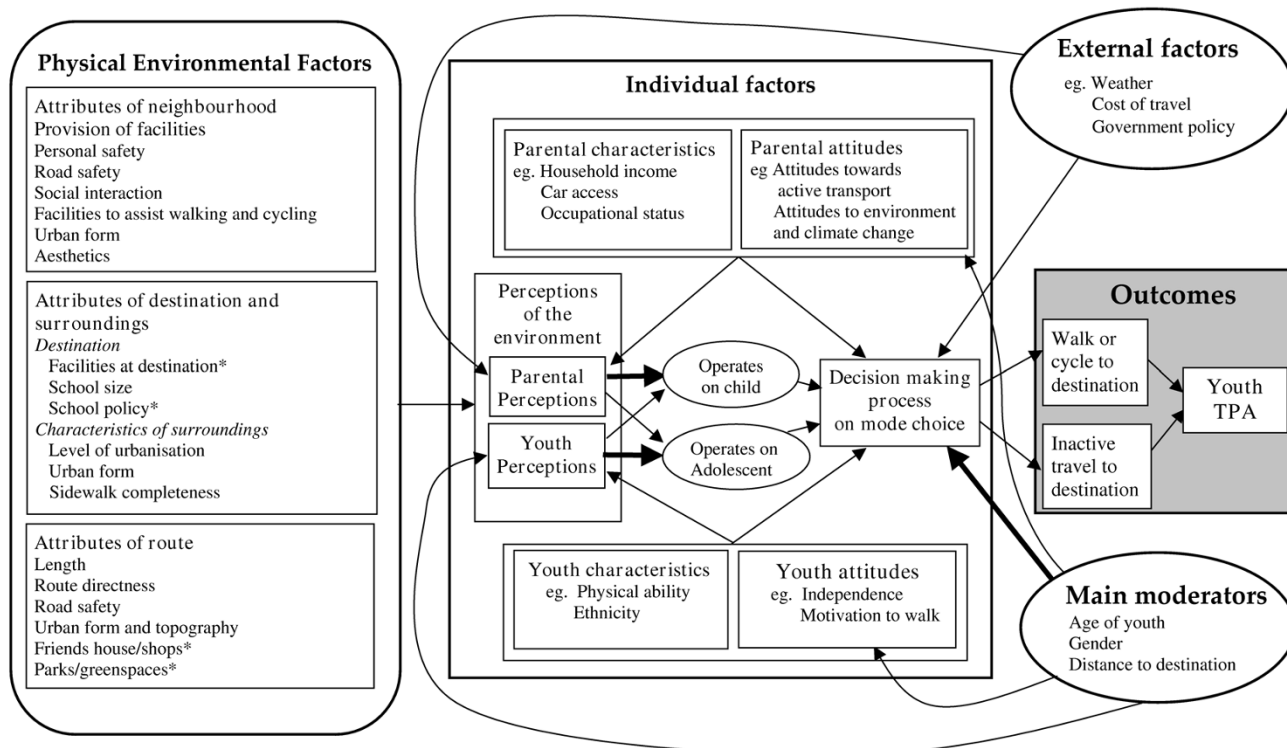 Physical Environmental Factors
Attributes of neighbourhood
Provision of facilities
Personal safety
Road safety
Social interaction
Facilities to assist walking and cycling
Urban form
Aesthetics
Attributes of destination and
surroundings
Destination
Facilities at destination*
School size
School policy*
Characteristics of surroundings
Level of urbanisation
Urban form
Sidewalk completeness
Attributes of route
Length
Route directness
Road safety
Urban form and topography
Friends house/shops*
Parks/greenspaces*
Individual factors
Parental characteristics
eg. Household income
Car access
Occupational status
Parental attitudes
eg Attitudes towards
active transport
Attitudes to environment
and climate change
Perceptions
of the
environment
Parental
Perceptions
Youth
Perceptions
Operates
on child
Operates on
Adolescent
Decision making
process
on mode choice
Youth characteristics
eg. Physical ability
Ethnicity
Youth attitudes
eg. Independence
Motivation to walk
External factors
eg. Weather
Cost of travel
Government policy
Outcomes
Walk or
cycle to
destination
Inactive
travel to
destination
Youth
TPA
Main moderators
Age of youth
Gender
Distance to destination